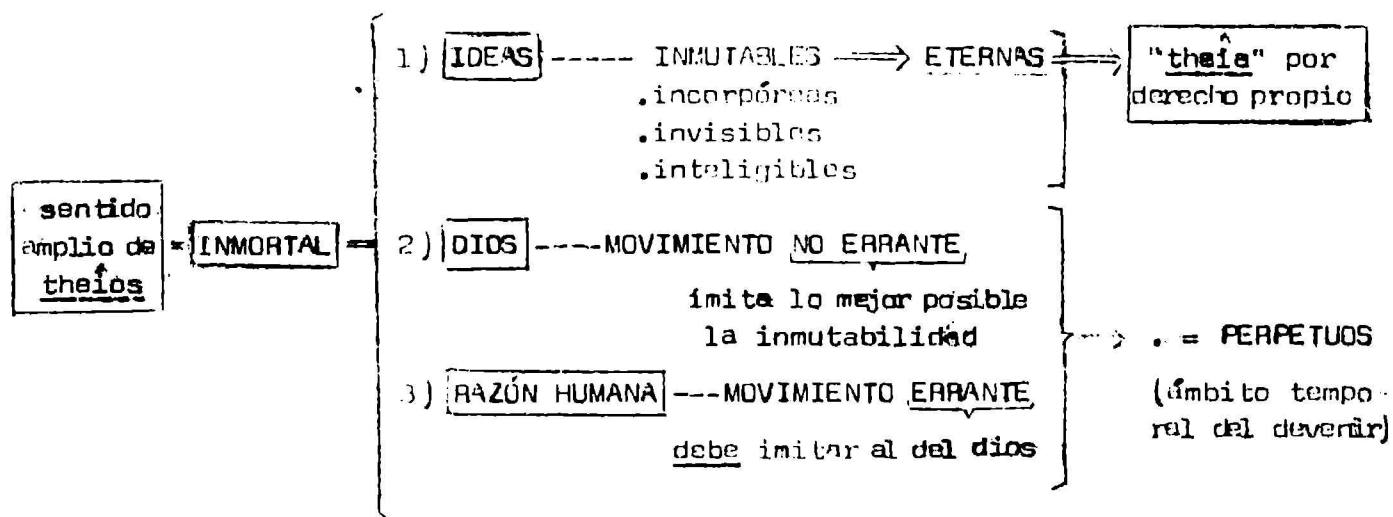 1) IDEAS ----- INMUTABLES ⟹ ETERNAS ⟹ "theîa" por
derecho propio
.incorpóreas
.invisibles
.inteligibles
sentido
amplio de = INMORTAL =
theîos
2) DIOS ----MOVIMIENTO NO ERRANTE
imita lo mejor posible
la inmutabilidad
. = PERPETUOS
(ámbito tempo-
ral del devenir)
3) RAZÓN HUMANA ---MOVIMIENTO ERRANTE
debe imitar al del dios